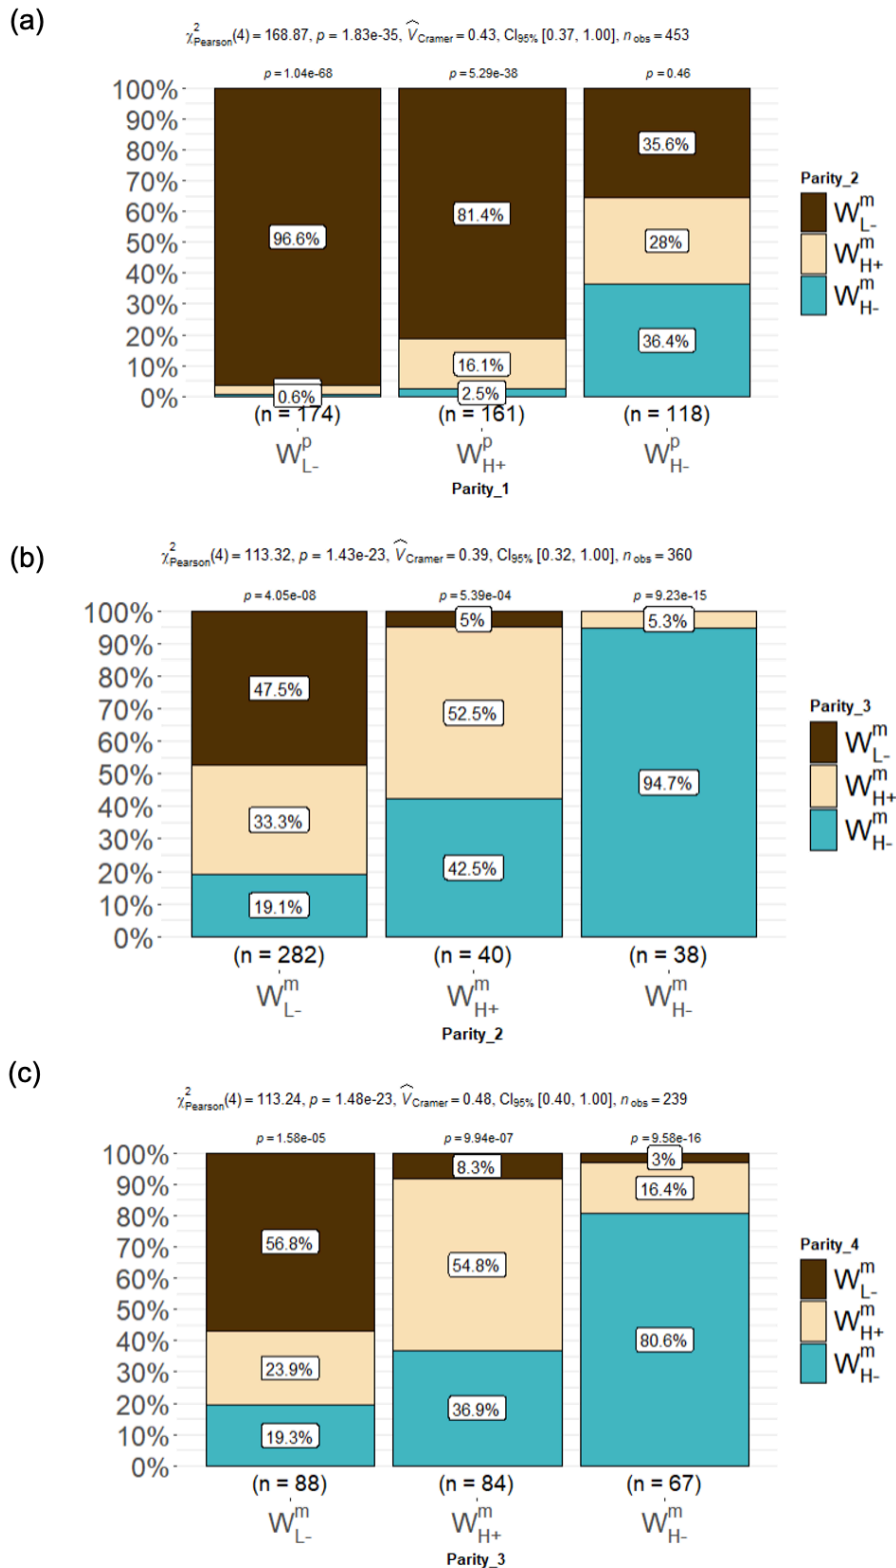 (a)
χ²Pearson(4) = 168.87, p = 1.83e-35, V̂Cramer = 0.43, CI95% [0.37, 1.00], nobs = 453
p = 1.04e-68 p = 5.29e-38 p = 0.46
100%
90%
80%
70%
60%
50%
40%
30%
20%
10%
0%
96.6%
0.6%
81.4%
16.1%
2.5%
35.6%
28%
36.4%
Parity_2
W^m_L-
W^m_H+
W^m_H-
(n = 174) (n = 161) (n = 118)
W^p_L- W^p_H+ W^p_H-
Parity_1
(b)
χ²Pearson(4) = 113.32, p = 1.43e-23, V̂Cramer = 0.39, CI95% [0.32, 1.00], nobs = 360
p = 4.05e-08 p = 5.39e-04 p = 9.23e-15
100%
90%
80%
70%
60%
50%
40%
30%
20%
10%
0%
47.5%
33.3%
19.1%
5%
52.5%
42.5%
5.3%
94.7%
Parity_3
W^m_L-
W^m_H+
W^m_H-
(n = 282) (n = 40) (n = 38)
W^m_L- W^m_H+ W^m_H-
Parity_2
(c)
χ²Pearson(4) = 113.24, p = 1.48e-23, V̂Cramer = 0.48, CI95% [0.40, 1.00], nobs = 239
p = 1.58e-05 p = 9.94e-07 p = 9.58e-16
100%
90%
80%
70%
60%
50%
40%
30%
20%
10%
0%
56.8%
23.9%
19.3%
8.3%
54.8%
36.9%
3%
16.4%
80.6%
Parity_4
W^m_L-
W^m_H+
W^m_H-
(n = 88) (n = 84) (n = 67)
W^m_L- W^m_H+ W^m_H-
Parity_3